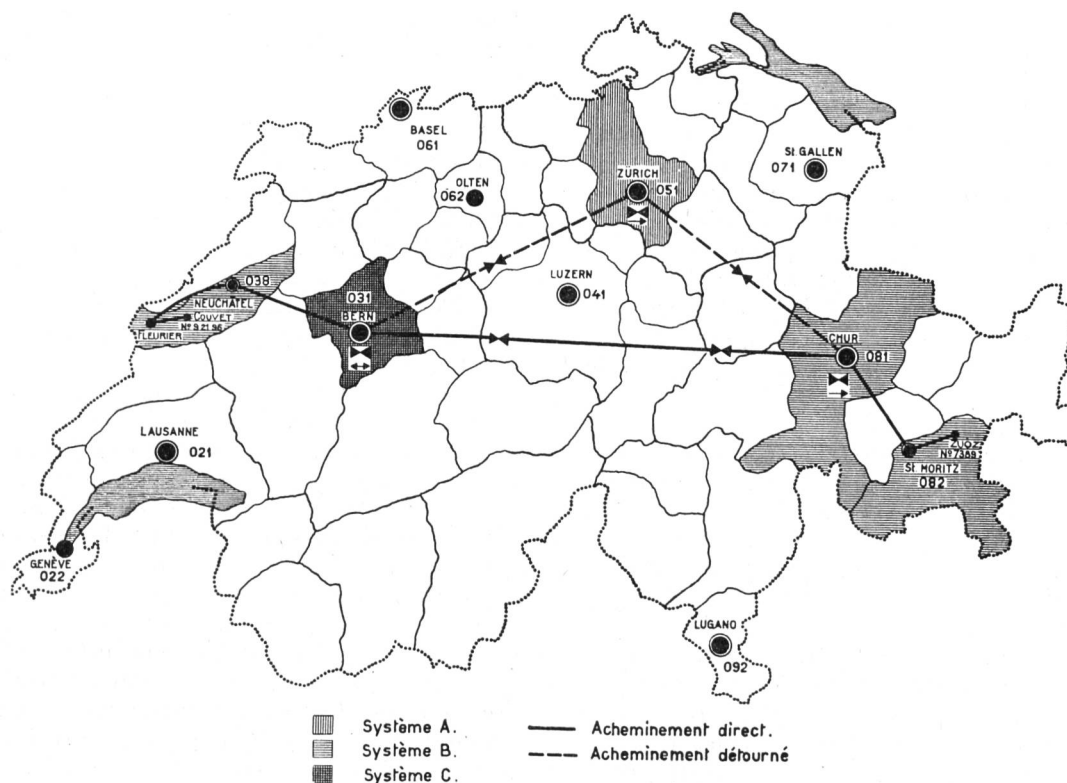 BASEL
061
OLTEN
062
ZÜRICH
051
St. GALLEN
071
038
NEUCHÂTEL
COUVET
No 9 21 96
FLEURIER
031
BERN
LUZERN
041
CHUR
081
ZUOZ
No 7389
St. MORITZ
082
LAUSANNE
021
GENÈVE
022
LUGANO
092
Système A.
Système B.
Système C.
Acheminement direct.
Acheminement détourné